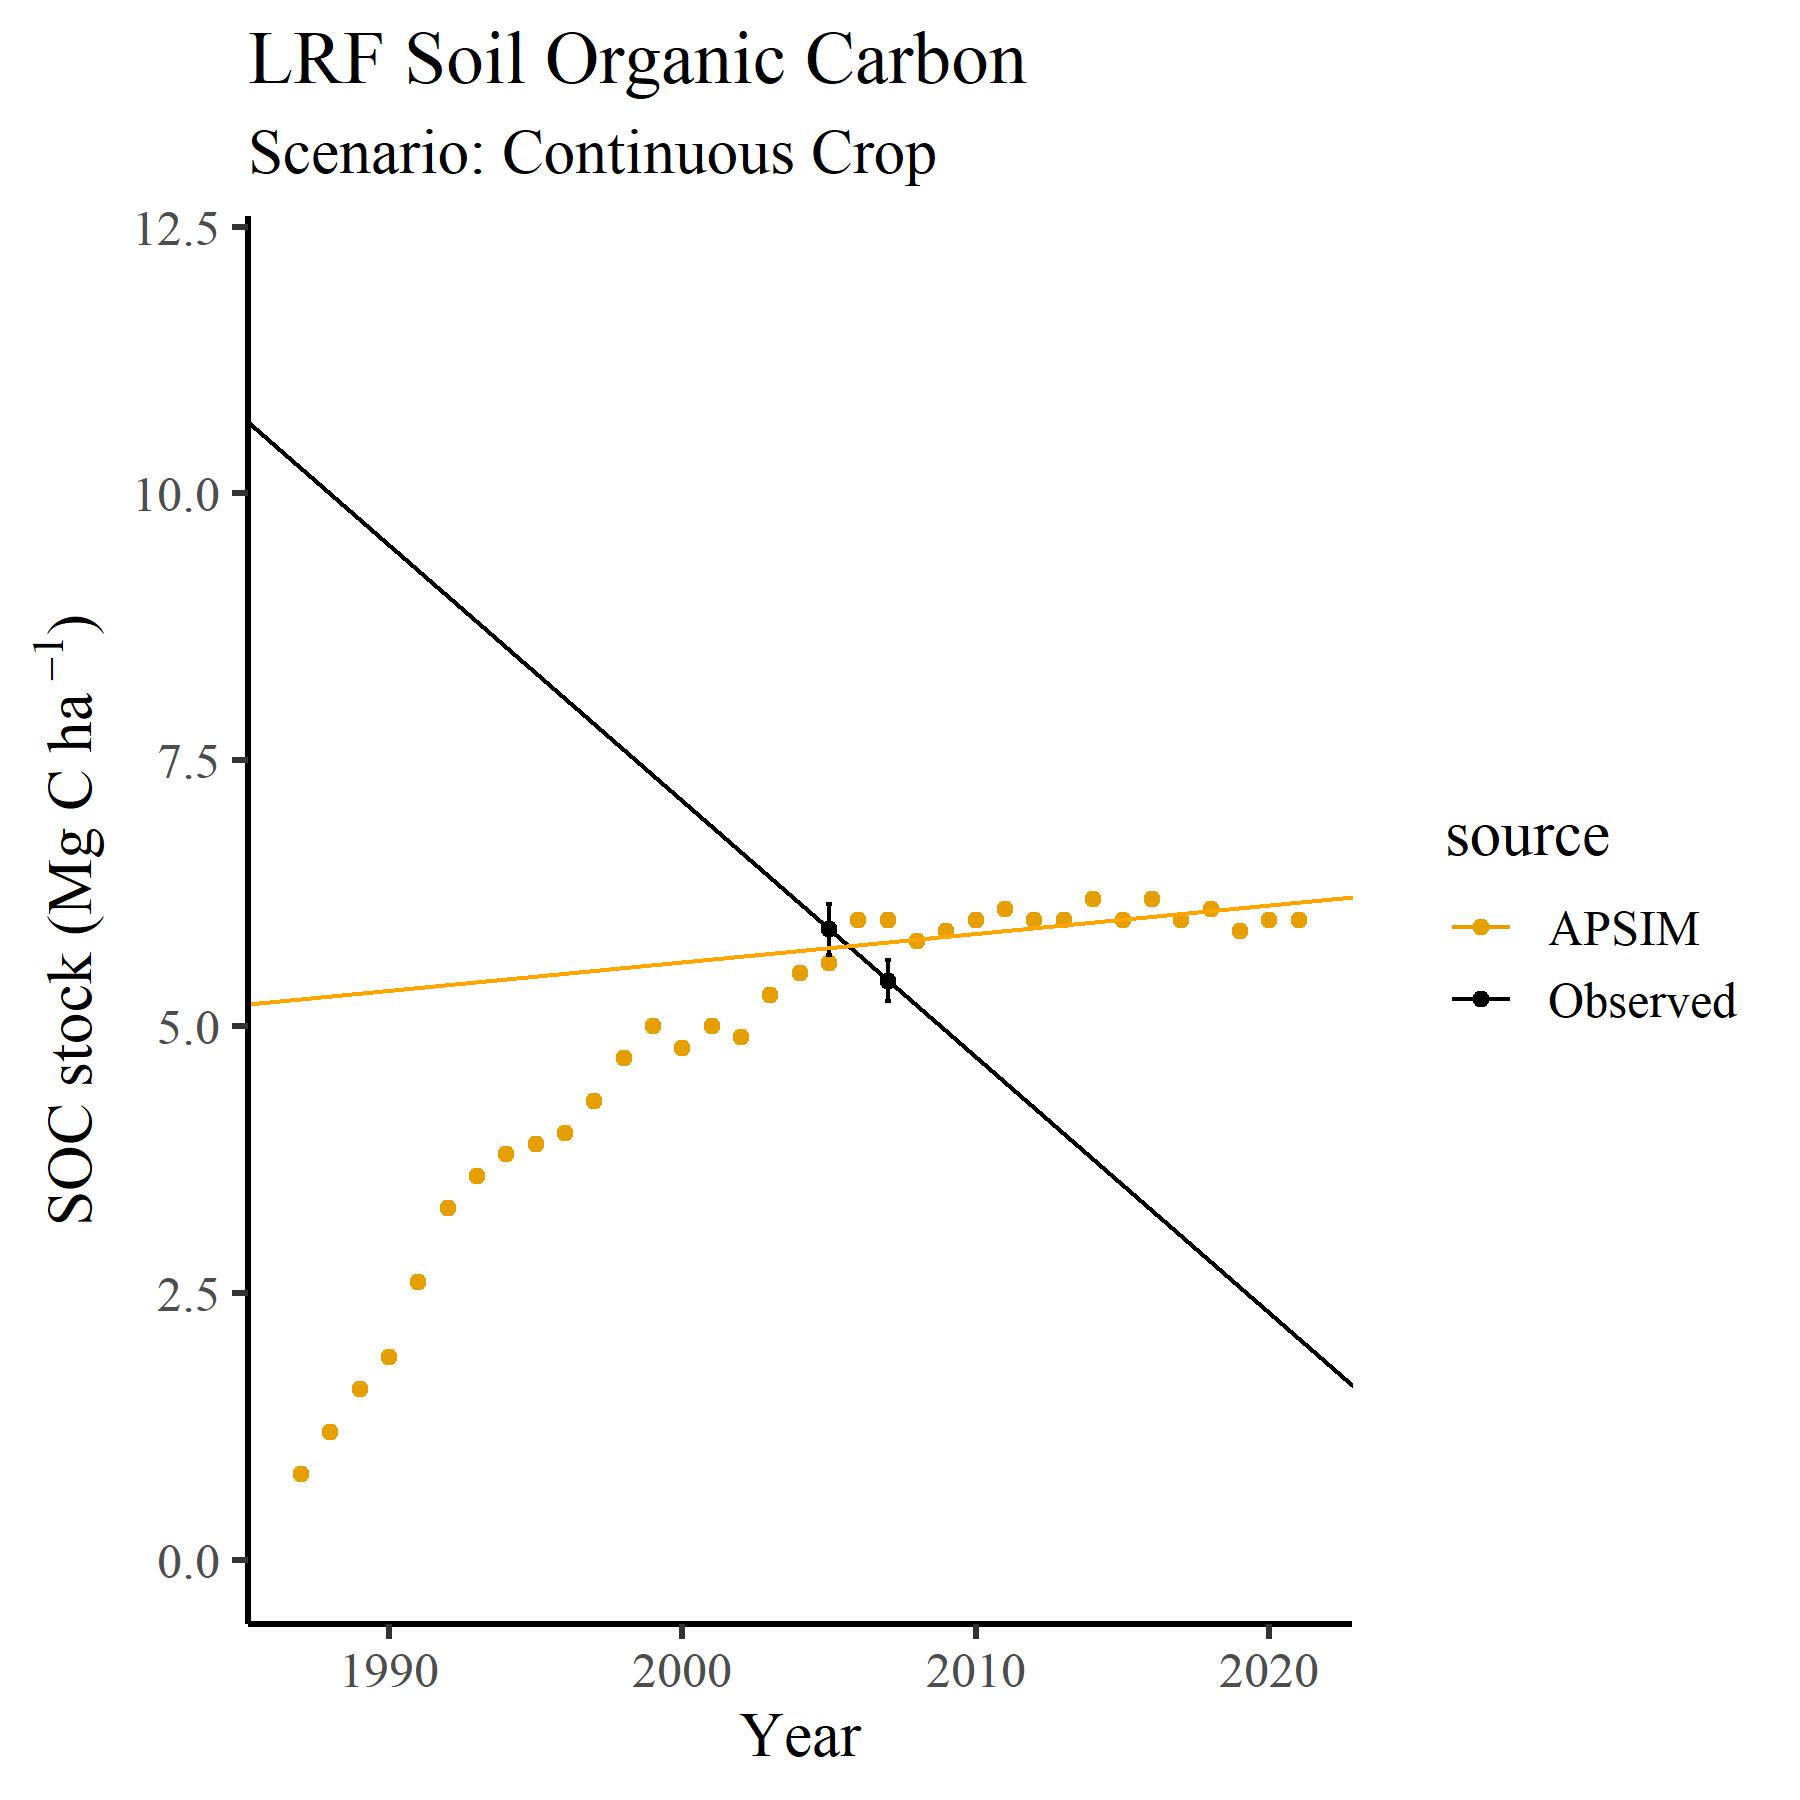 LRF Soil Organic Carbon
Scenario: Continuous Crop
SOC stock (Mg C ha⁻¹)
12.5
10.0
7.5
5.0
2.5
0.0
1990 2000 2010 2020
Year
source
APSIM
Observed